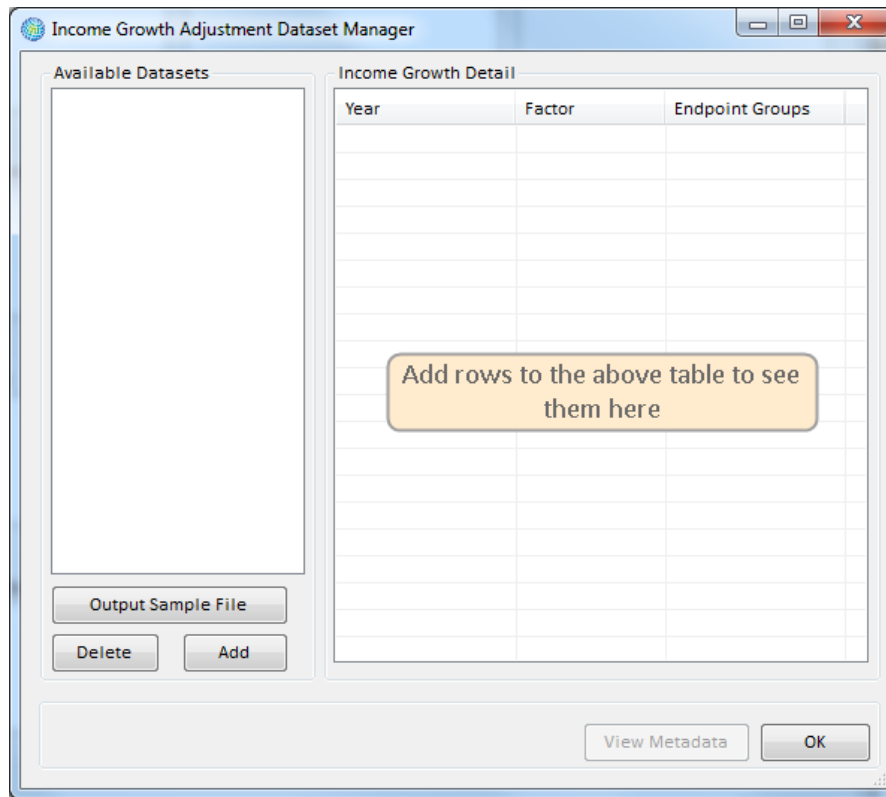 Income Growth Adjustment Dataset Manager
Available Datasets
Income Growth Detail
Year Factor Endpoint Groups
Add rows to the above table to see
them here
Output Sample File
Delete Add
View Metadata OK